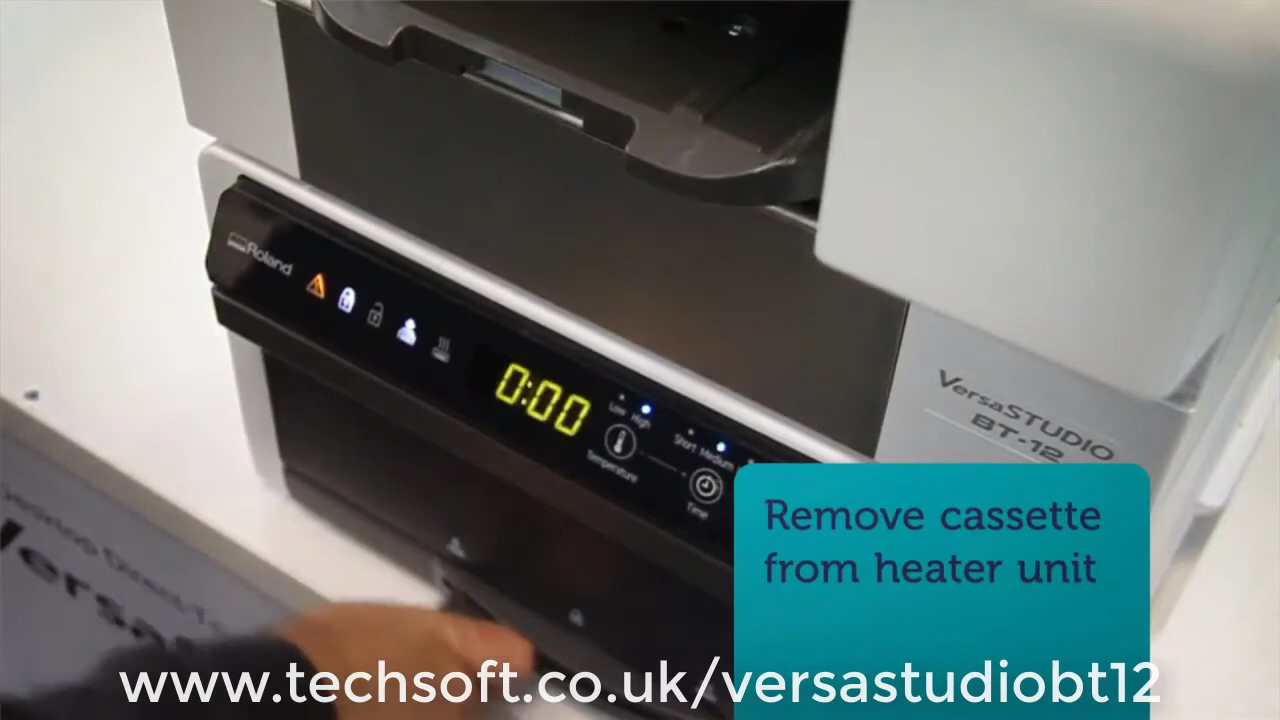 Roland
0:00
Low High
Temperature
Short Medium
Time
VersaSTUDIO
BT-12
Remove cassette
from heater unit
www.techsoft.co.uk/versastudiobt12